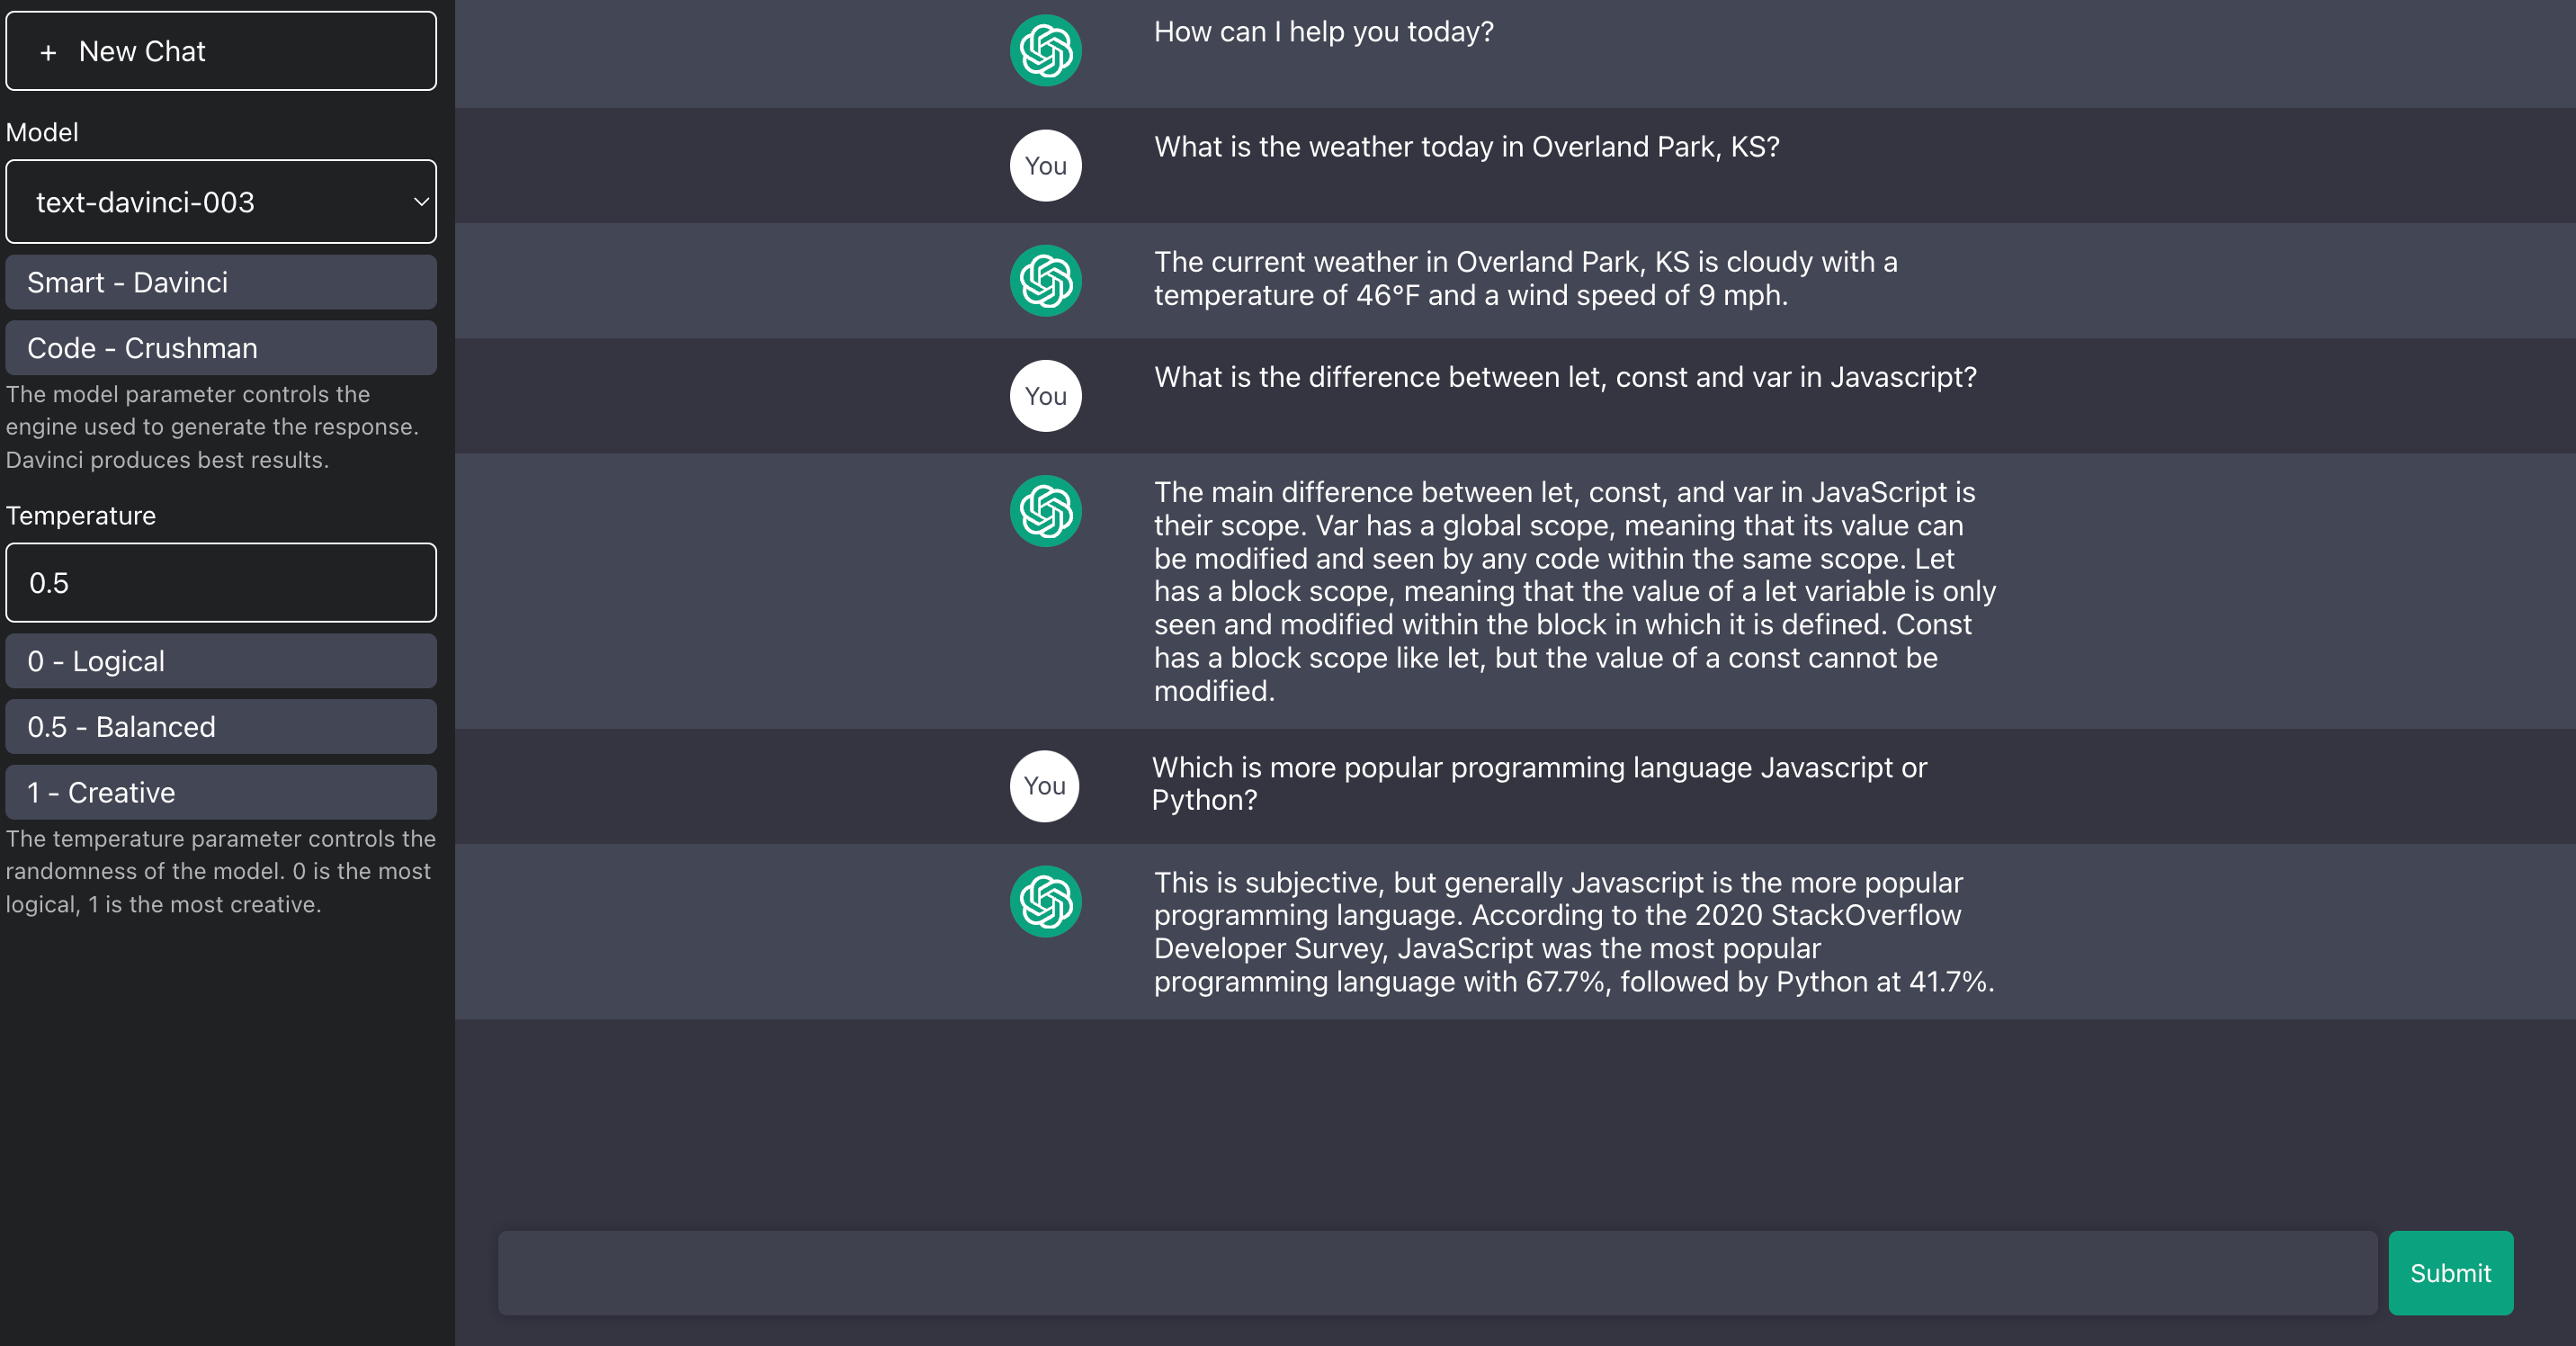 + New Chat
Model
text-davinci-003
Smart - Davinci
Code - Crushman
The model parameter controls the
engine used to generate the response.
Davinci produces best results.
Temperature
0.5
0 - Logical
0.5 - Balanced
1 - Creative
The temperature parameter controls the
randomness of the model. 0 is the most
logical, 1 is the most creative.
How can I help you today?
You
What is the weather today in Overland Park, KS?
The current weather in Overland Park, KS is cloudy with a
temperature of 46°F and a wind speed of 9 mph.
You
What is the difference between let, const and var in Javascript?
The main difference between let, const, and var in JavaScript is
their scope. Var has a global scope, meaning that its value can
be modified and seen by any code within the same scope. Let
has a block scope, meaning that the value of a let variable is only
seen and modified within the block in which it is defined. Const
has a block scope like let, but the value of a const cannot be
modified.
You
Which is more popular programming language Javascript or
Python?
This is subjective, but generally Javascript is the more popular
programming language. According to the 2020 StackOverflow
Developer Survey, JavaScript was the most popular
programming language with 67.7%, followed by Python at 41.7%.
Submit